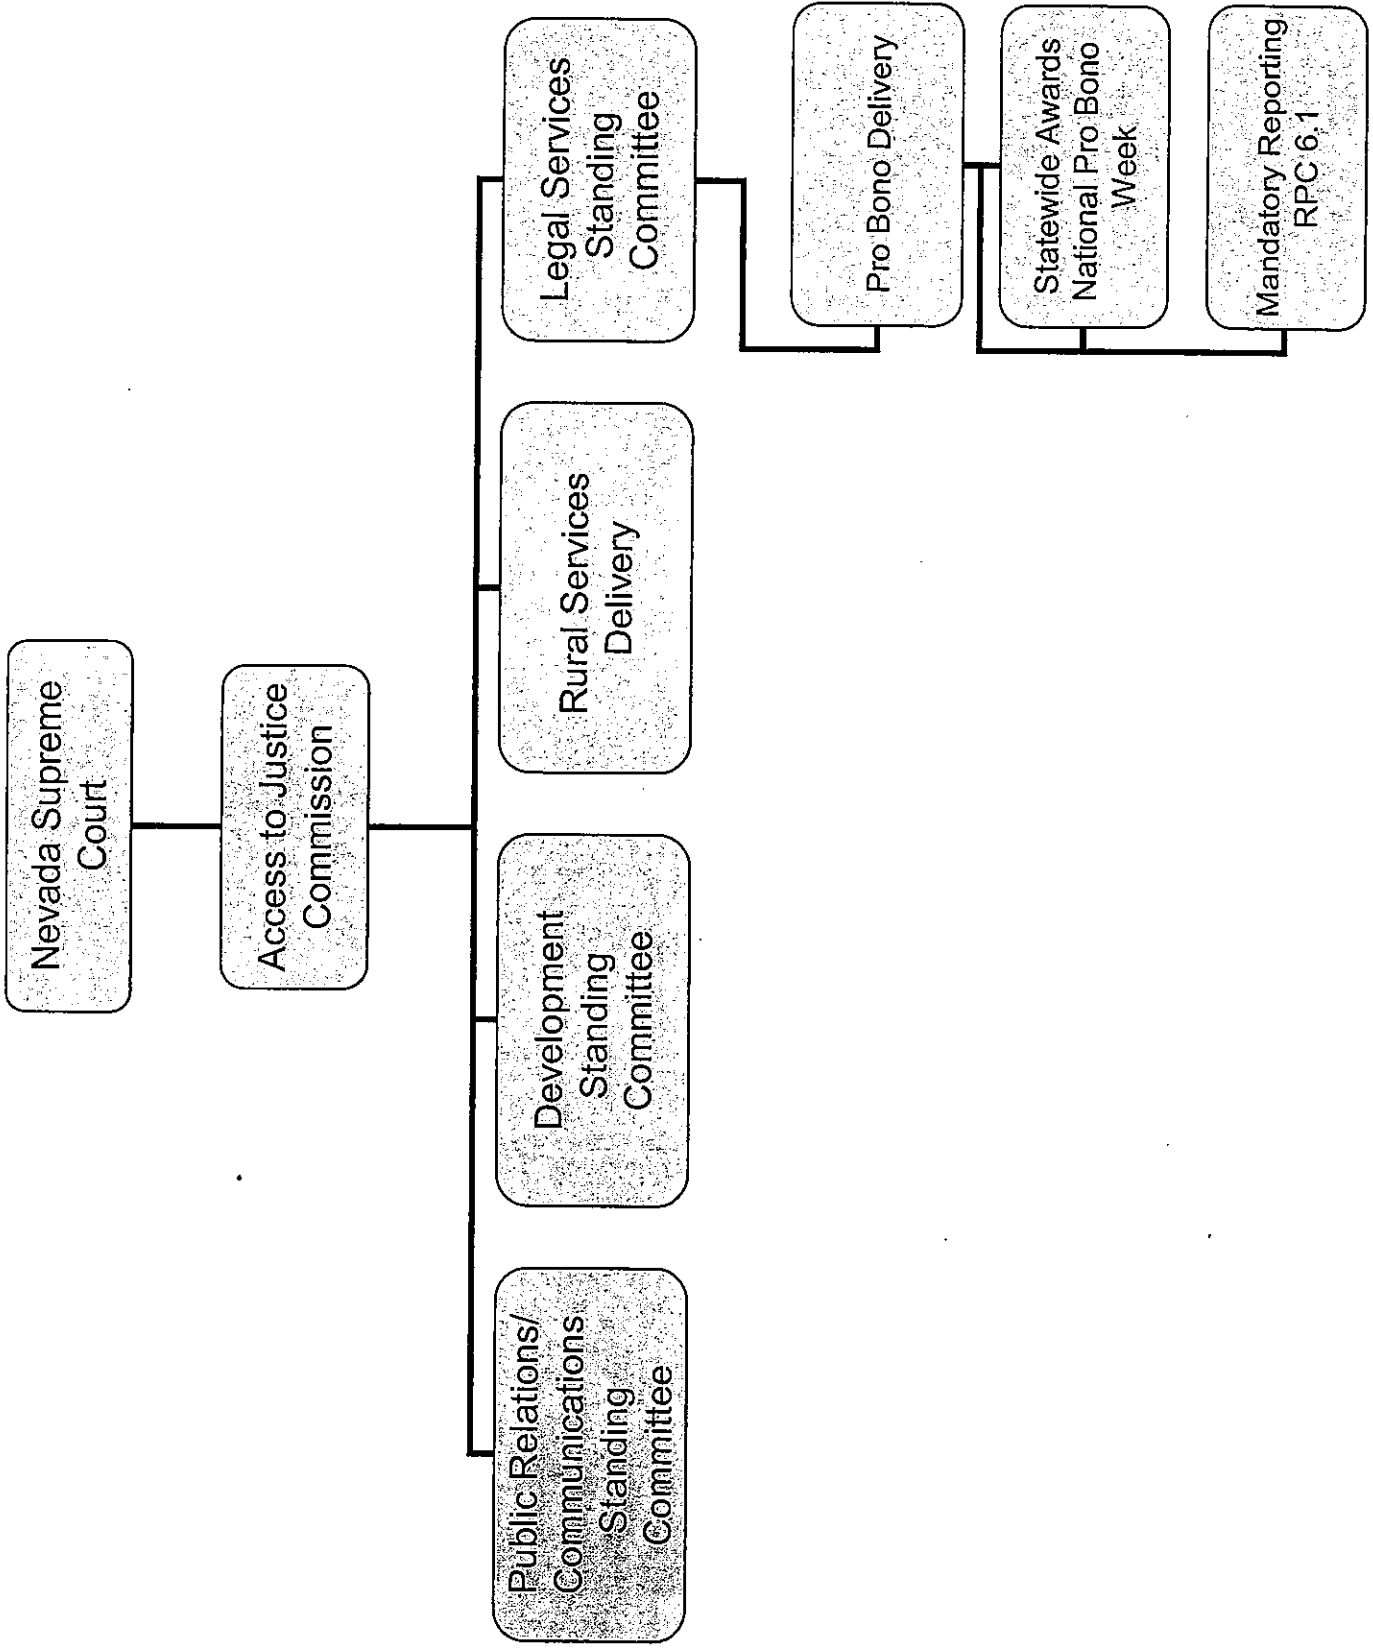 Nevada Supreme
Court
Access to Justice
Commission
Public Relations/
Communications
Standing
Committee
Development
Standing
Committee
Rural Services
Delivery
Legal Services
Standing
Committee
Pro Bono Delivery
Statewide Awards
National Pro Bono
Week
Mandatory Reporting
RPC 6.1